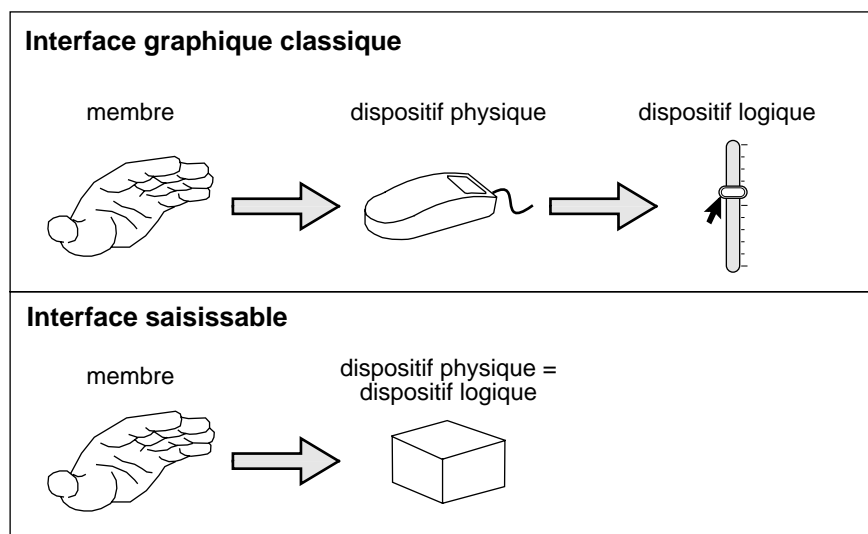 Interface graphique classique
membre
dispositif physique
dispositif logique
Interface saisissable
membre
dispositif physique =
dispositif logique